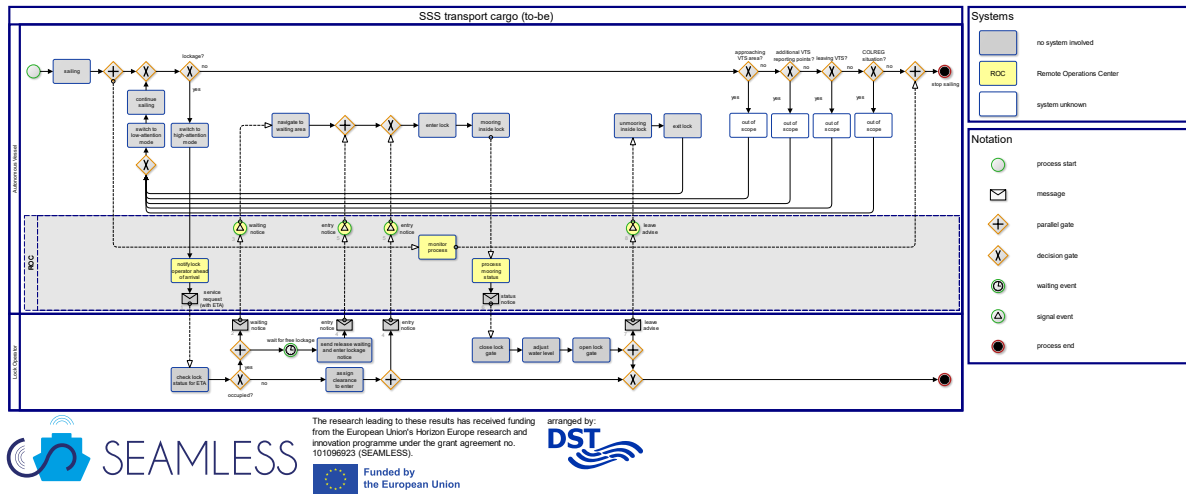 SSS transport cargo (to-be)
Autonomous Vessel
sailing
lockage?
no
yes
continue
sailing
switch to
low-attention
mode
switch to
high-attention
mode
navigate to
waiting area
enter lock
mooring
inside lock
unmooring
inside lock
exit lock
approaching
VTS area?
no
yes
out of
scope
additional VTS
reporting points?
no
yes
out of
scope
leaving VTS?
no
yes
out of
scope
COLREG
situation?
no
yes
out of
scope
stop sailing
ROC
waiting
notice
entry
notice
entry
notice
leave
advise
monitor
process
notify lock
operator ahead
of arrival
service
request
(with ETA)
process
mooring
status
status
notice
Lock Operator
waiting
notice
entry
notice
entry
notice
leave
advise
wait for free lockage
send release waiting
and enter lockage
notice
close lock
gate
adjust
water level
open lock
gate
yes
check lock
status for ETA
no
occupied?
assign
clearance
to enter
Systems
no system involved
ROC
Remote Operations Center
system unknown
Notation
process start
message
parallel gate
decision gate
waiting event
signal event
process end
SEAMLESS
The research leading to these results has received funding
from the European Union's Horizon Europe research and
innovation programme under the grant agreement no.
101096923 (SEAMLESS).
Funded by
the European Union
arranged by:
DST